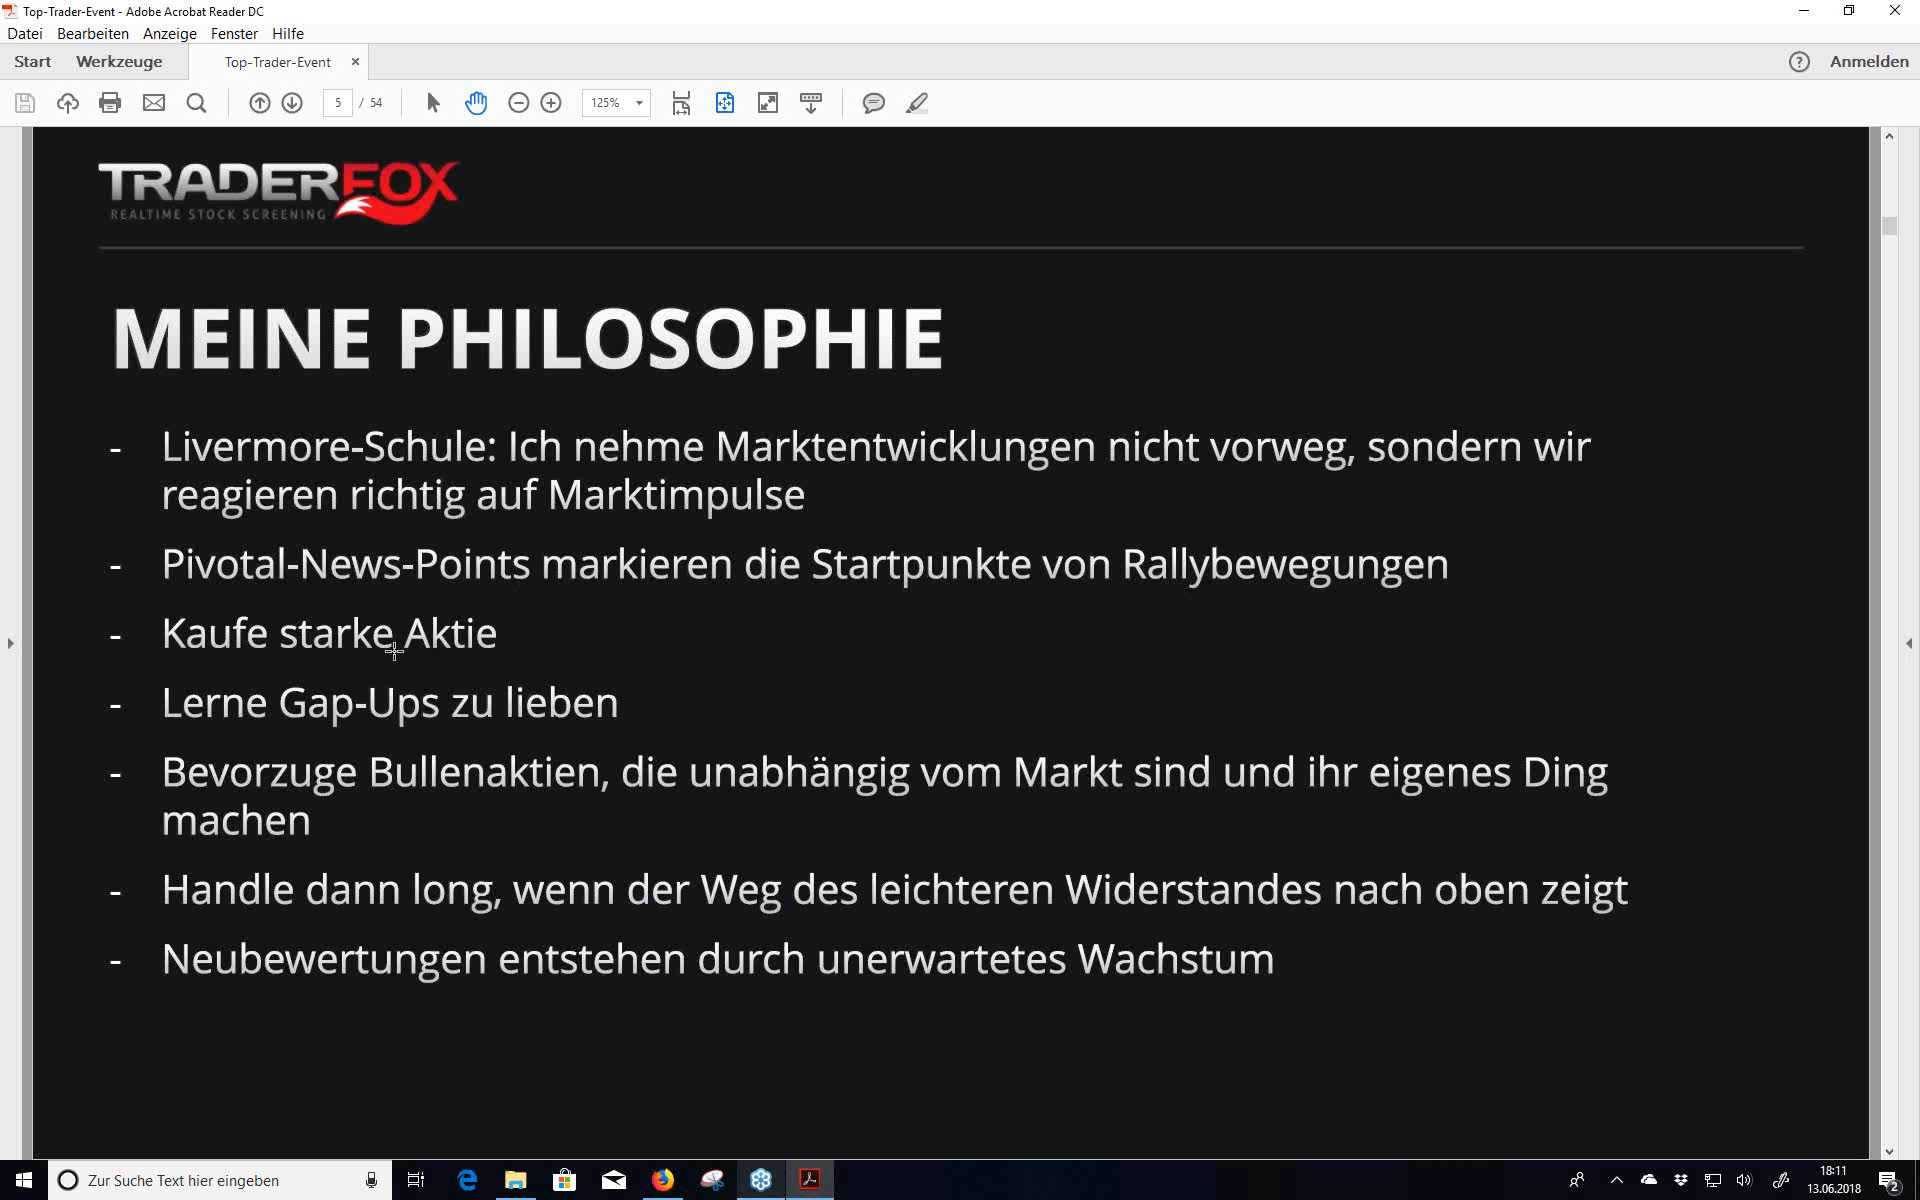 Top-Trader-Event - Adobe Acrobat Reader DC
Datei Bearbeiten Anzeige Fenster Hilfe
Start Werkzeuge Top-Trader-Event Anmelden
5 / 54 125%
TRADERFOX
REALTIME STOCK SCREENING
MEINE PHILOSOPHIE
- Livermore-Schule: Ich nehme Marktentwicklungen nicht vorweg, sondern wir
reagieren richtig auf Marktimpulse
- Pivotal-News-Points markieren die Startpunkte von Rallybewegungen
- Kaufe starke Aktie
- Lerne Gap-Ups zu lieben
- Bevorzuge Bullenaktien, die unabhängig vom Markt sind und ihr eigenes Ding
machen
- Handle dann long, wenn der Weg des leichteren Widerstandes nach oben zeigt
- Neubewertungen entstehen durch unerwartetes Wachstum
Zur Suche Text hier eingeben
18:11
13.06.2018
2